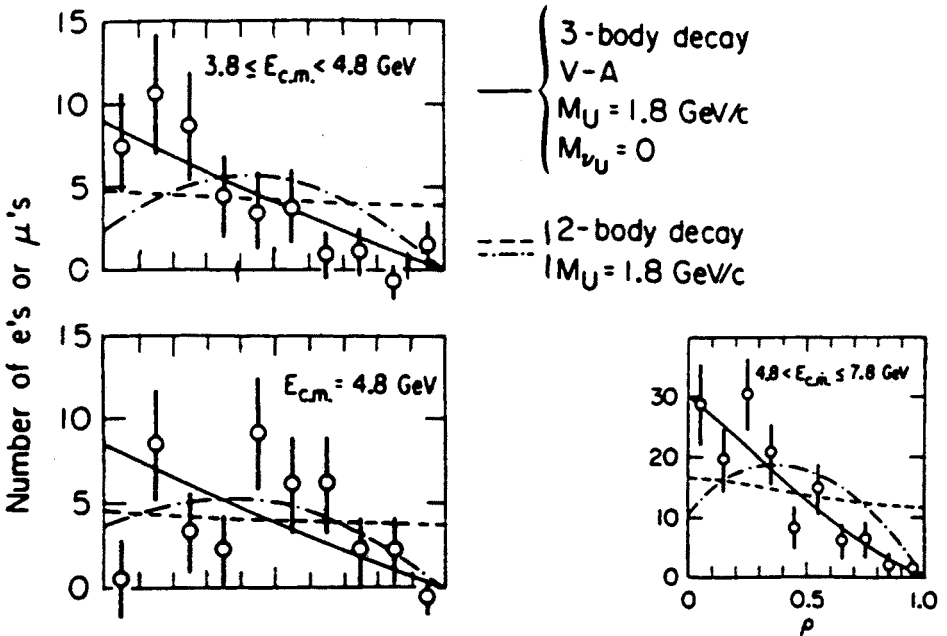 15
10
5
0
3.8 ≤ E_c.m. < 4.8 GeV
3-body decay
V-A
M_U = 1.8 GeV/c
M_ν_U = 0
2-body decay
M_U = 1.8 GeV/c
Number of e's or μ's
15
10
5
0
E_c.m. = 4.8 GeV
30
20
10
0
4.8 < E_c.m. ≤ 7.8 GeV
0 0.5 1.0
ρ